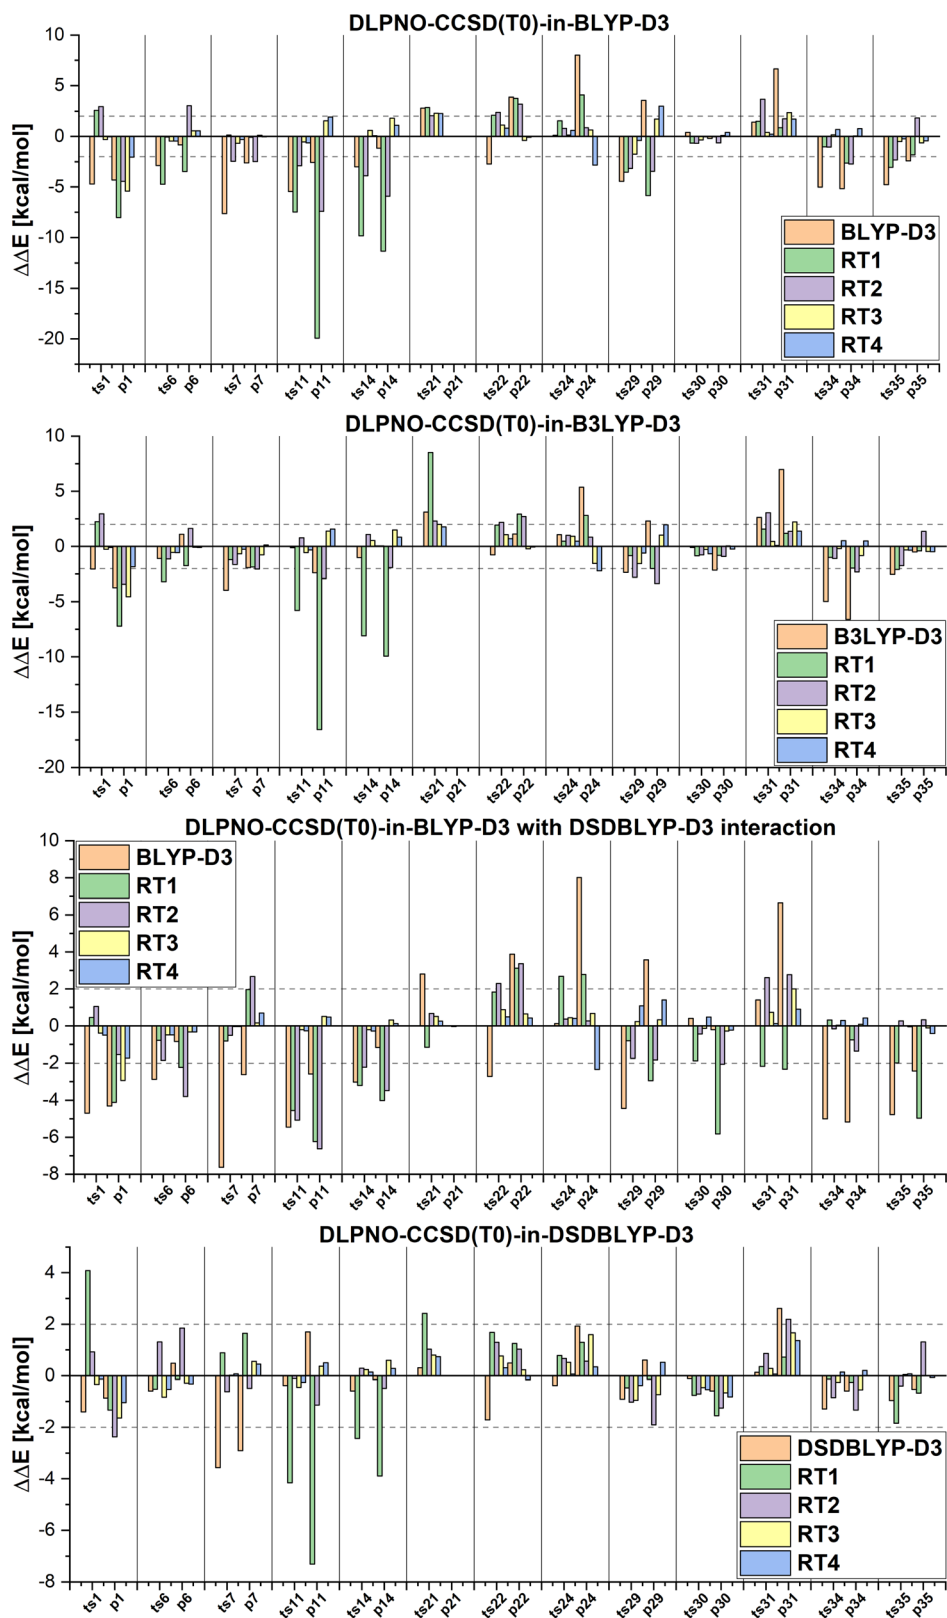 DLPNO-CCSD(T0)-in-BLYP-D3
10
5
0
-5
-10
-15
-20
ΔΔE [kcal/mol]
BLYP-D3
RT1
RT2
RT3
RT4
ts1 p1 ts6 p6 ts7 p7 ts11 p11 ts14 p14 ts21 p21 ts22 p22 ts24 p24 ts29 p29 ts30 p30 ts31 p31 ts34 p34 ts35 p35
DLPNO-CCSD(T0)-in-B3LYP-D3
10
5
0
-5
-10
-15
-20
ΔΔE [kcal/mol]
B3LYP-D3
RT1
RT2
RT3
RT4
ts1 p1 ts6 p6 ts7 p7 ts11 p11 ts14 p14 ts21 p21 ts22 p22 ts24 p24 ts29 p29 ts30 p30 ts31 p31 ts34 p34 ts35 p35
DLPNO-CCSD(T0)-in-BLYP-D3 with DSDBLYP-D3 interaction
10
8
6
4
2
0
-2
-4
-6
-8
ΔΔE [kcal/mol]
BLYP-D3
RT1
RT2
RT3
RT4
ts1 p1 ts6 p6 ts7 p7 ts11 p11 ts14 p14 ts21 p21 ts22 p22 ts24 p24 ts29 p29 ts30 p30 ts31 p31 ts34 p34 ts35 p35
DLPNO-CCSD(T0)-in-DSDBLYP-D3
4
2
0
-2
-4
-6
-8
ΔΔE [kcal/mol]
DSDBLYP-D3
RT1
RT2
RT3
RT4
ts1 p1 ts6 p6 ts7 p7 ts11 p11 ts14 p14 ts21 p21 ts22 p22 ts24 p24 ts29 p29 ts30 p30 ts31 p31 ts34 p34 ts35 p35